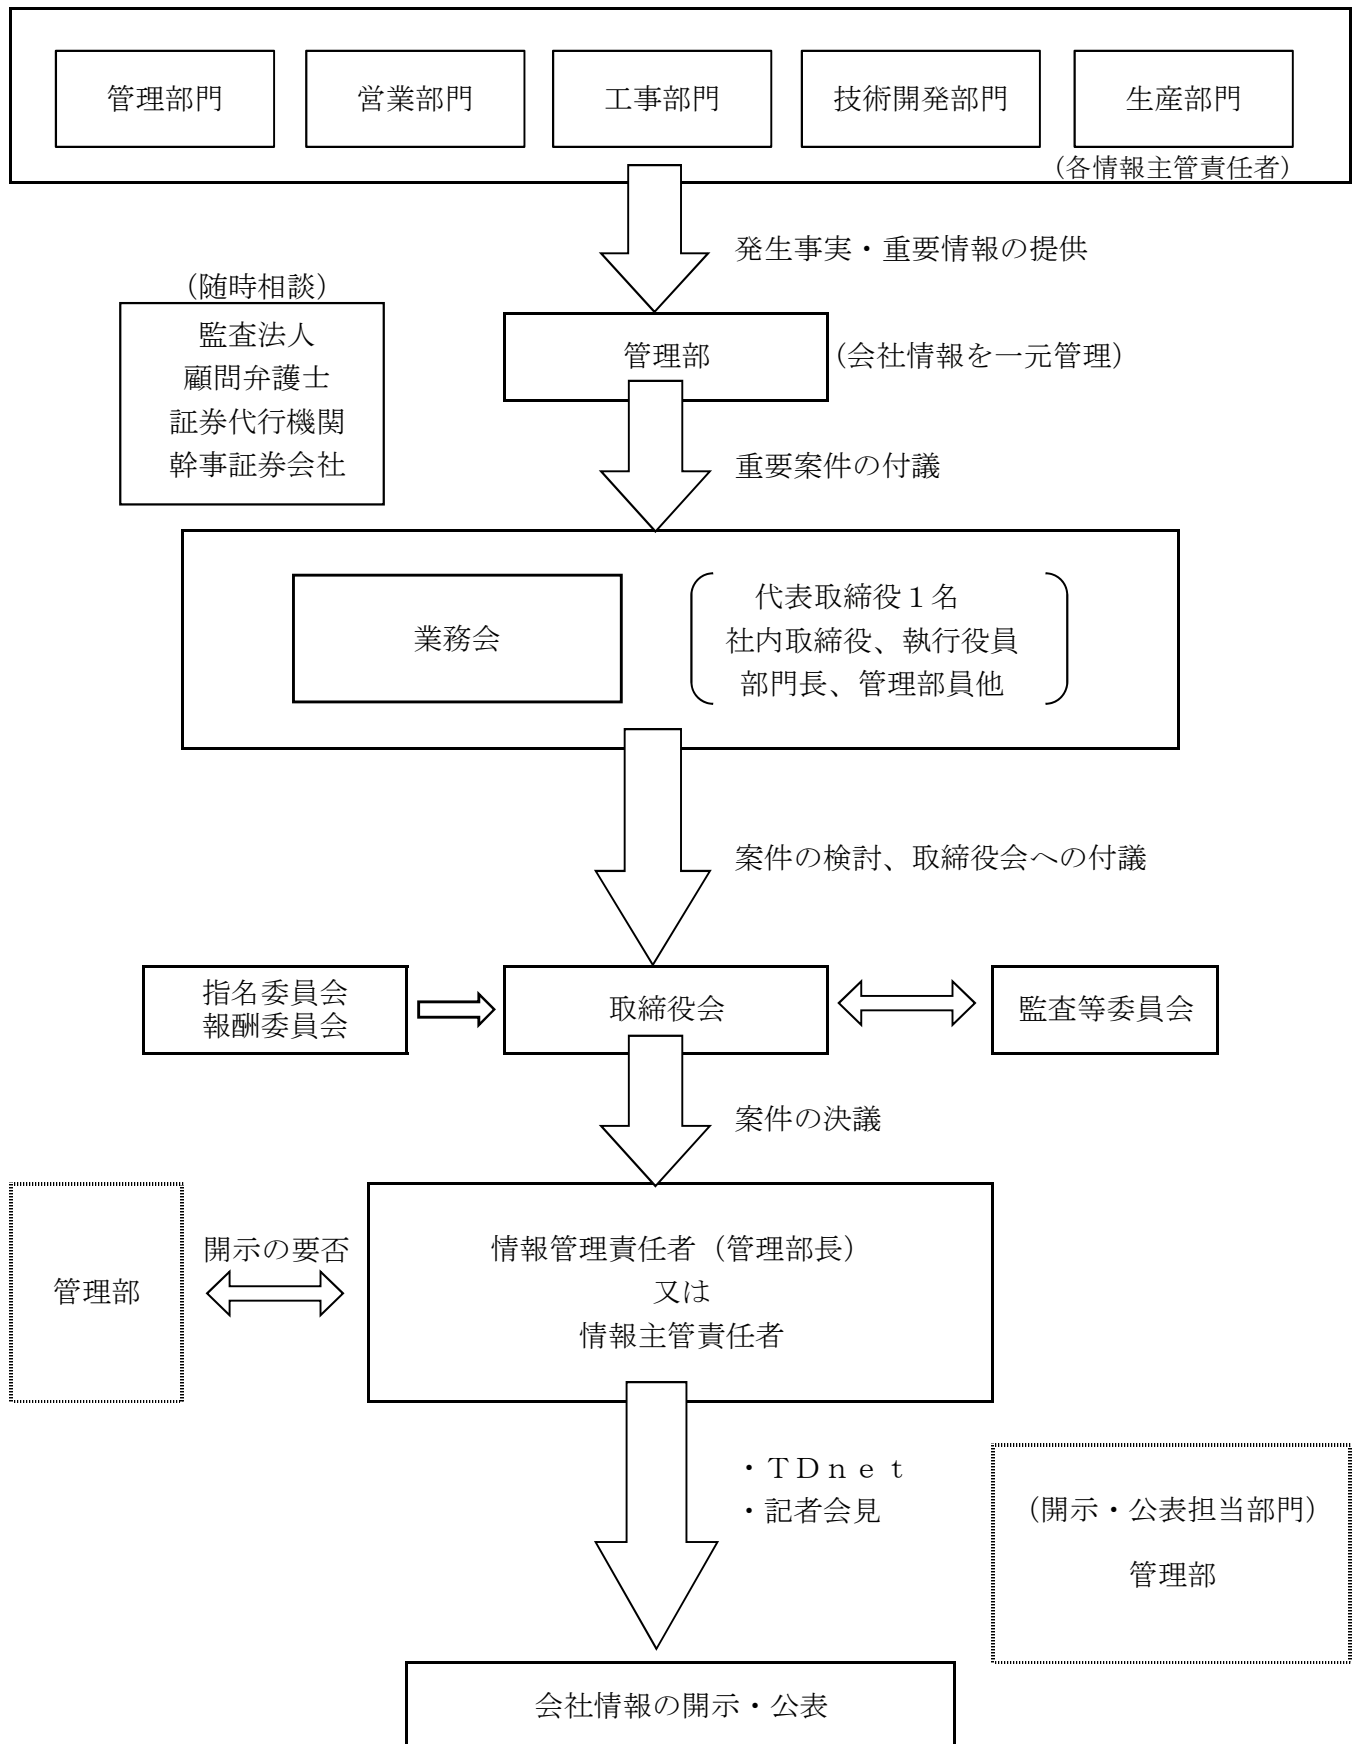 管理部門
営業部門
工事部門
技術開発部門
生産部門
（各情報主管責任者）
発生事実・重要情報の提供
（随時相談）
監査法人
顧問弁護士
証券代行機関
幹事証券会社
管理部
（会社情報を一元管理）
重要案件の付議
業務会
代表取締役１名
社内取締役、執行役員
部門長、管理部員他
案件の検討、取締役会への付議
指名委員会
報酬委員会
取締役会
監査等委員会
案件の決議
管理部
開示の要否
情報管理責任者（管理部長）
又は
情報主管責任者
・ＴＤｎｅｔ
・記者会見
（開示・公表担当部門）
管理部
会社情報の開示・公表